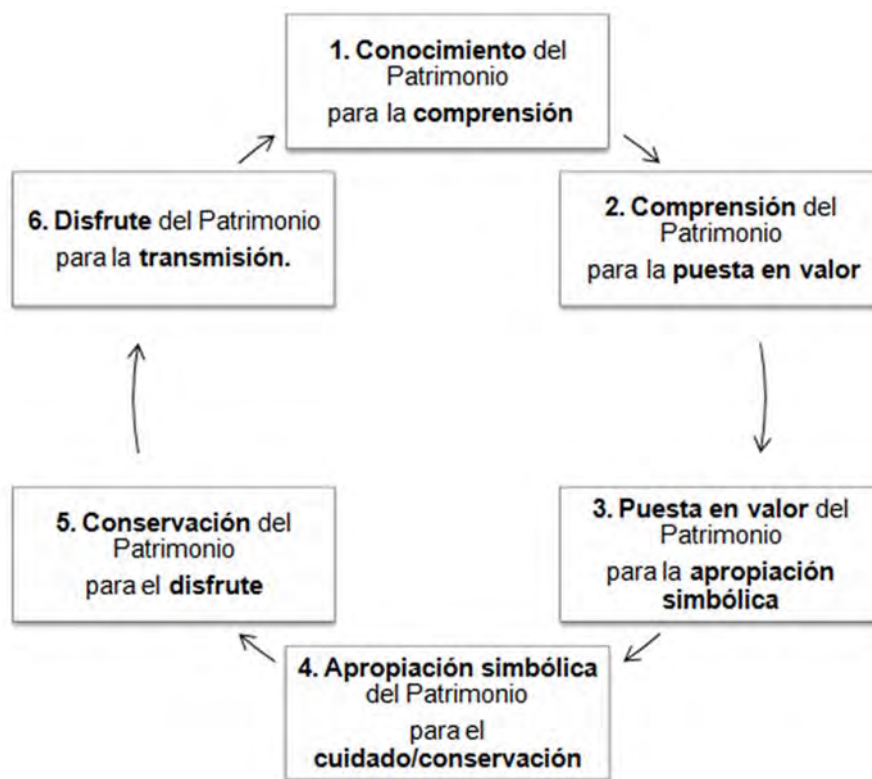 1. Conocimiento del
Patrimonio
para la comprensión
2. Comprensión del
Patrimonio
para la puesta en valor
3. Puesta en valor del
Patrimonio
para la apropiación
simbólica
4. Apropiación simbólica
del Patrimonio
para el
cuidado/conservación
5. Conservación del
Patrimonio
para el disfrute
6. Disfrute del Patrimonio
para la transmisión.